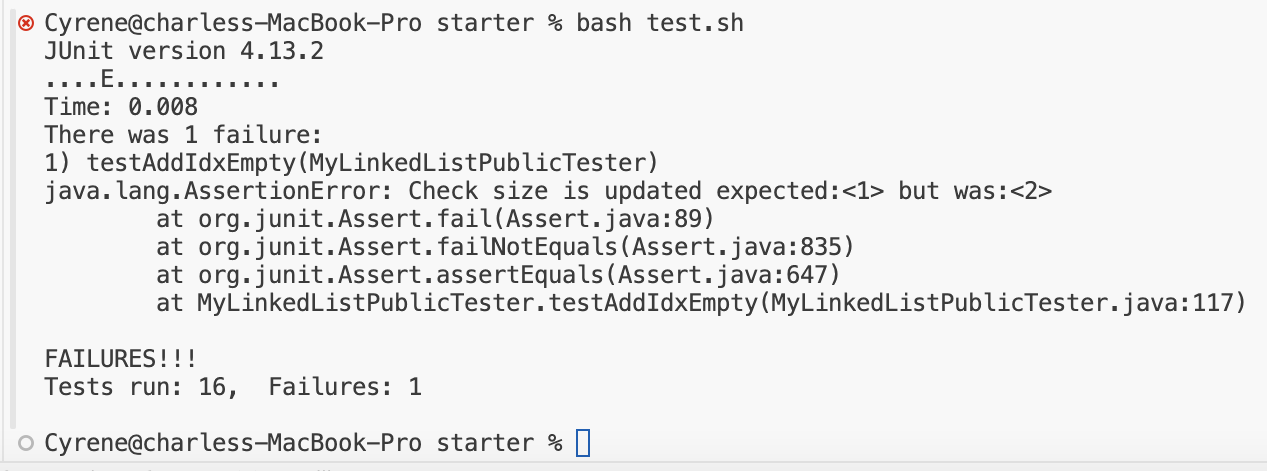 Cyrene@charless-MacBook-Pro starter % bash test.sh
JUnit version 4.13.2
....E............
Time: 0.008
There was 1 failure:
1) testAddIdxEmpty(MyLinkedListPublicTester)
java.lang.AssertionError: Check size is updated expected:<1> but was:<2>
        at org.junit.Assert.fail(Assert.java:89)
        at org.junit.Assert.failNotEquals(Assert.java:835)
        at org.junit.Assert.assertEquals(Assert.java:647)
        at MyLinkedListPublicTester.testAddIdxEmpty(MyLinkedListPublicTester.java:117)

FAILURES!!!
Tests run: 16,  Failures: 1

Cyrene@charless-MacBook-Pro starter %